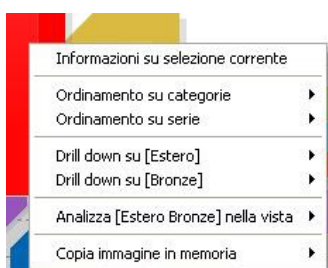 Informazioni su selezione corrente
Ordinamento su categorie
Ordinamento su serie
Drill down su [Estero]
Drill down su [Bronze]
Analizza [Estero Bronze] nella vista
Copia immagine in memoria